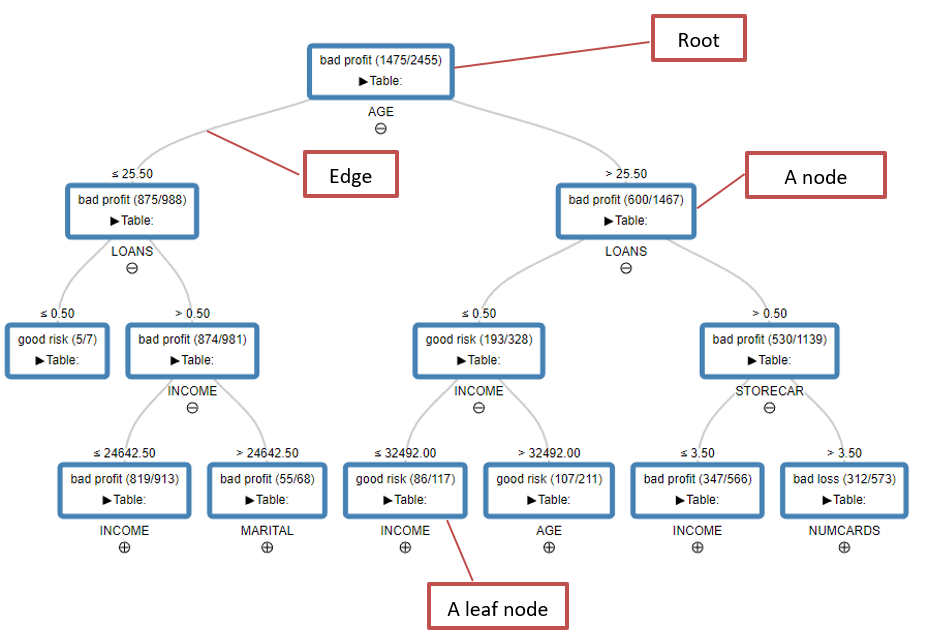 Root
bad profit (1475/2455)
▶Table:
AGE
Edge
A node
≤ 25.50
> 25.50
bad profit (875/988)
▶Table:
bad profit (600/1467)
▶Table:
LOANS
LOANS
≤ 0.50
> 0.50
≤ 0.50
> 0.50
good risk (5/7)
▶Table:
bad profit (874/981)
▶Table:
good risk (193/328)
▶Table:
bad profit (530/1139)
▶Table:
INCOME
INCOME
STORECAR
≤ 24642.50
> 24642.50
≤ 32492.00
> 32492.00
≤ 3.50
> 3.50
bad profit (819/913)
▶Table:
bad profit (55/68)
▶Table:
good risk (86/117)
▶Table:
good risk (107/211)
▶Table:
bad profit (347/566)
▶Table:
bad loss (312/573)
▶Table:
INCOME
MARITAL
INCOME
AGE
INCOME
NUMCARDS
A leaf node